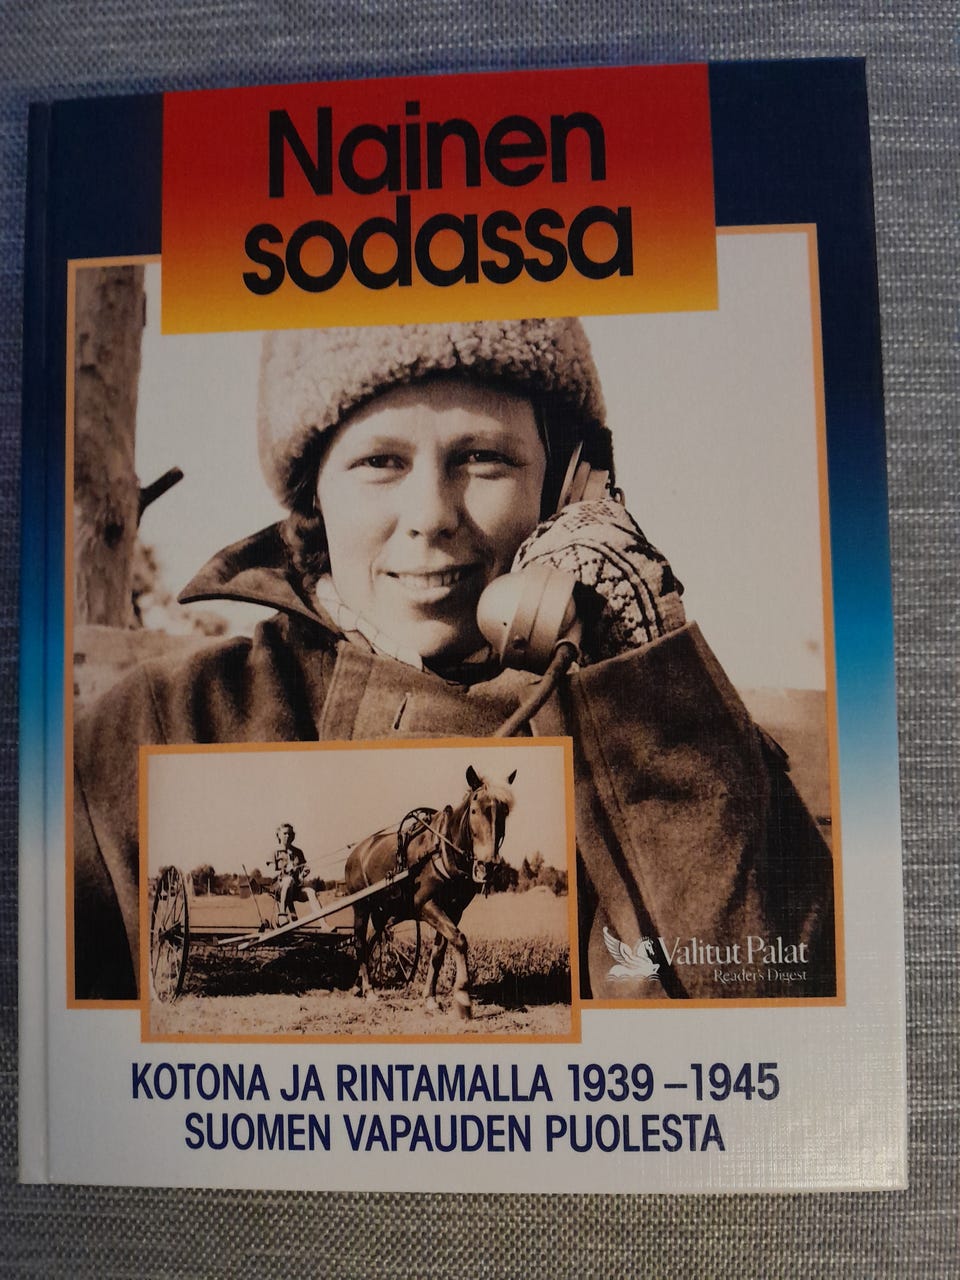 Nainen
sodassa
Valitut Palat
Reader's Digest
KOTONA JA RINTAMALLA 1939–1945
SUOMEN VAPAUDEN PUOLESTA